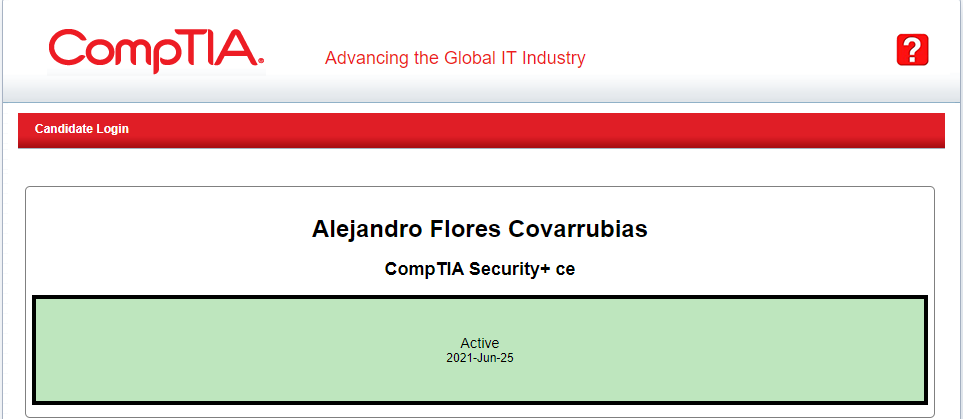 CompTIA.
Advancing the Global IT Industry
?
Candidate Login
Alejandro Flores Covarrubias
CompTIA Security+ ce
Active
2021-Jun-25